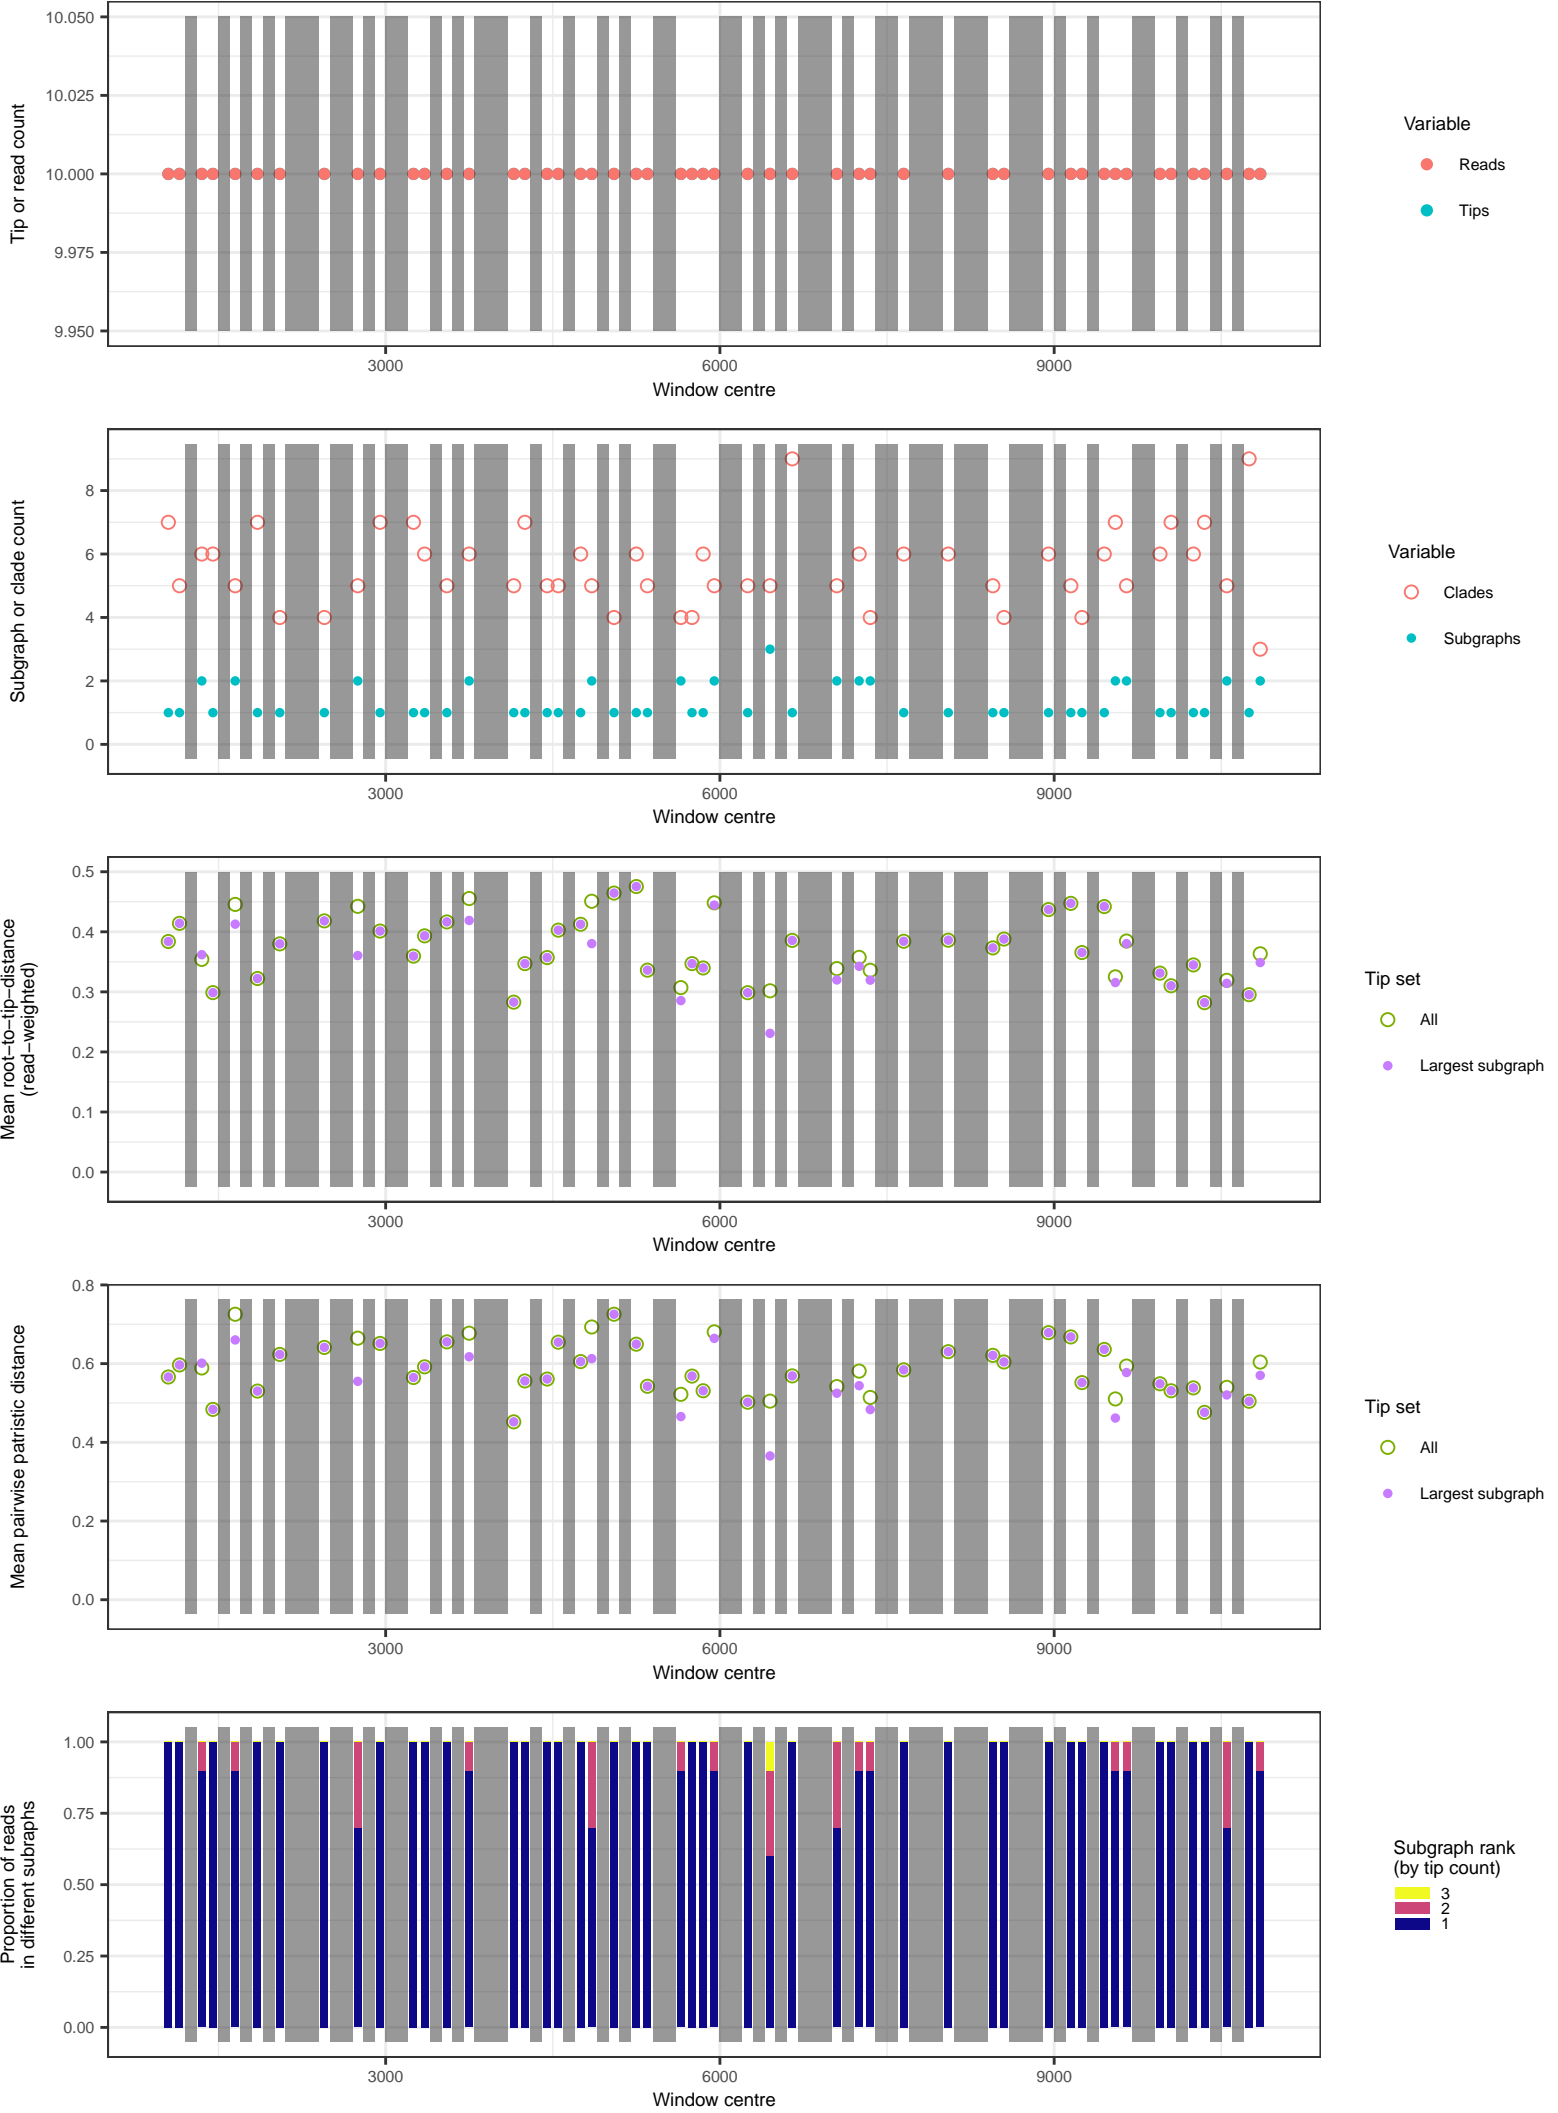 10.050
10.025
10.000
9.975
9.950
Tip or read count
3000
6000
9000
Window centre
Variable
Reads
Tips
8
6
4
2
0
Subgraph or clade count
3000
6000
9000
Window centre
Variable
Clades
Subgraphs
0.5
0.4
0.3
0.2
0.1
0.0
Mean root−to−tip−distance
(read−weighted)
3000
6000
9000
Window centre
Tip set
All
Largest subgraph
0.8
0.6
0.4
0.2
0.0
Mean pairwise patristic distance
3000
6000
9000
Window centre
Tip set
All
Largest subgraph
1.00
0.75
0.50
0.25
0.00
Proportion of reads
in different subraphs
3000
6000
9000
Window centre
Subgraph rank
(by tip count)
3
2
1